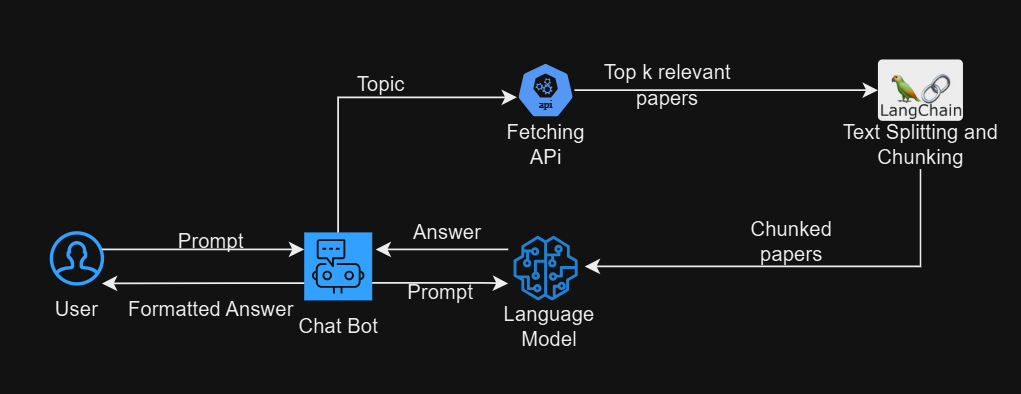 Topic
api
Fetching
APi
Top k relevant
papers
LangChain
Text Splitting and
Chunking
Prompt
Answer
Chunked
papers
User
Formatted Answer
Chat Bot
Prompt
Language
Model